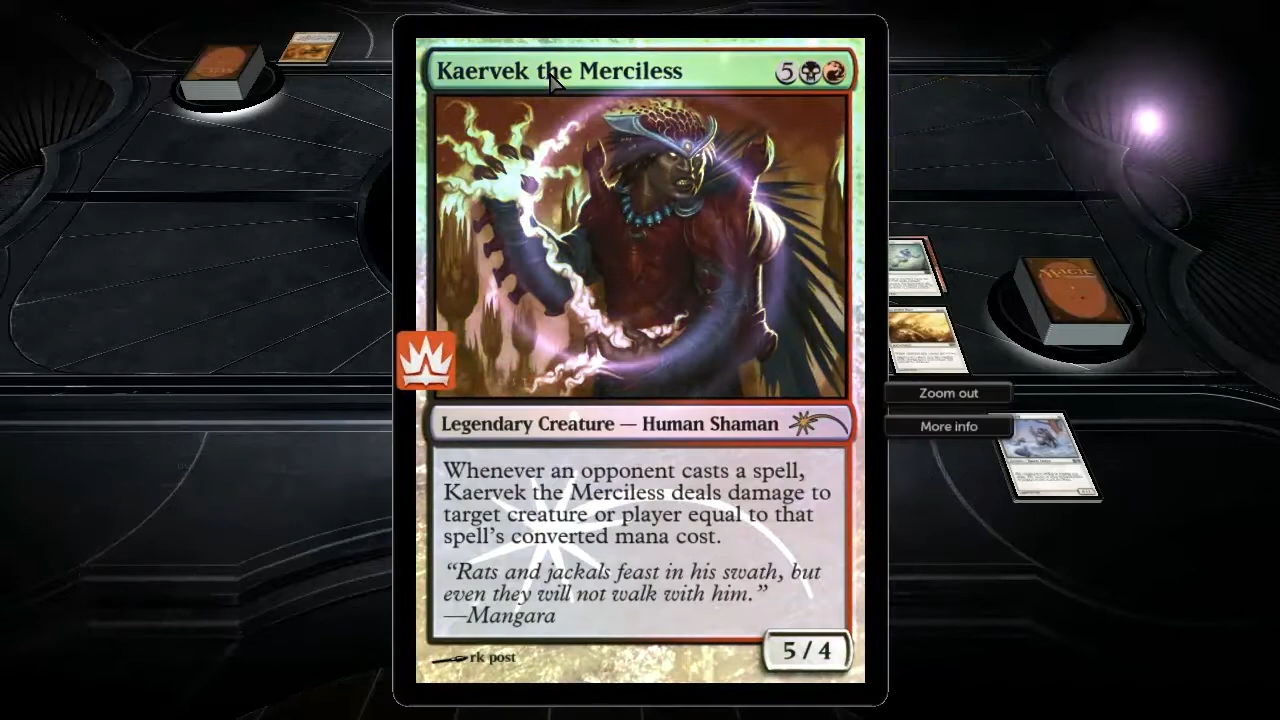 Kaervek the Merciless
5
Legendary Creature — Human Shaman
Whenever an opponent casts a spell,
Kaervek the Merciless deals damage to
target creature or player equal to that
spell's converted mana cost.
"Rats and jackals feast in his swath, but
even they will not walk with him."
—Mangara
5 / 4
rk post
MAGIC
Zoom out
More info